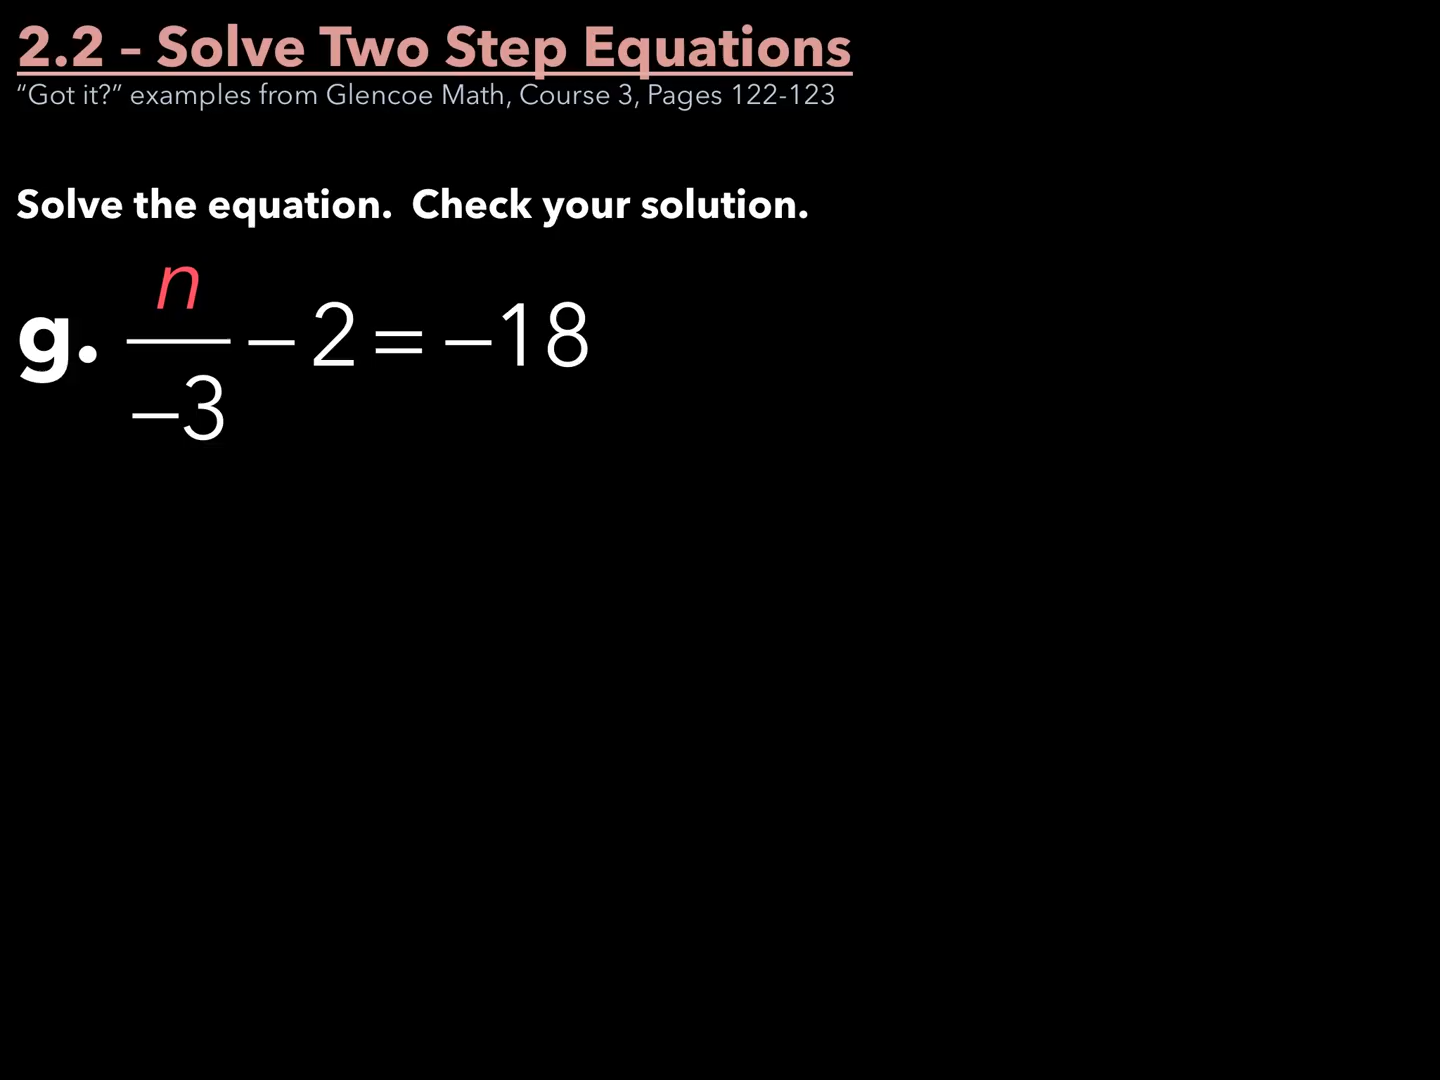 2.2 – Solve Two Step Equations
“Got it?” examples from Glencoe Math, Course 3, Pages 122-123
Solve the equation.  Check your solution.
g. n/–3 – 2 = –18